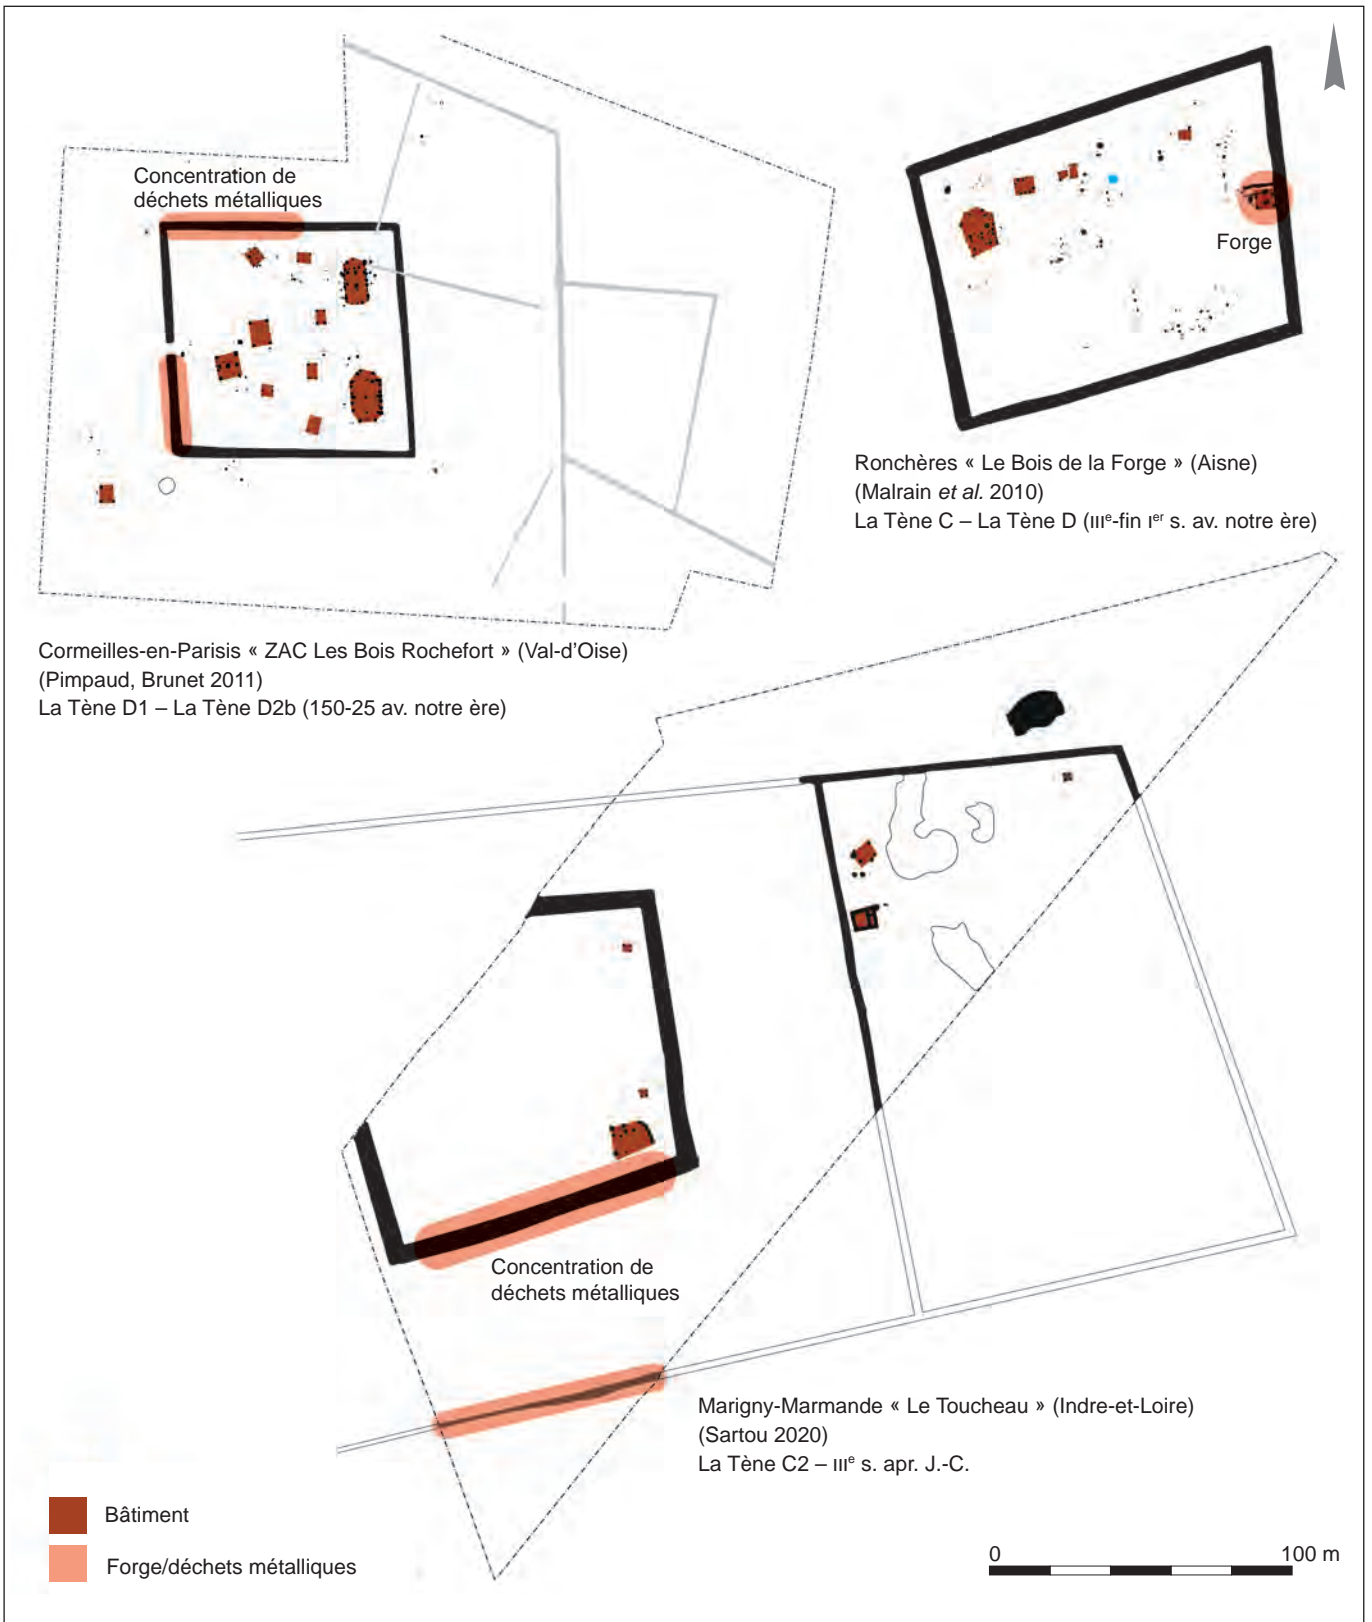 Concentration de
déchets métalliques
Forge
Ronchères « Le Bois de la Forge » (Aisne)
(Malrain et al. 2010)
La Tène C – La Tène D (IIIe-fin Ier s. av. notre ère)
Cormeilles-en-Parisis « ZAC Les Bois Rochefort » (Val-d’Oise)
(Pimpaud, Brunet 2011)
La Tène D1 – La Tène D2b (150-25 av. notre ère)
Concentration de
déchets métalliques
Marigny-Marmande « Le Toucheau » (Indre-et-Loire)
(Sartou 2020)
La Tène C2 – IIIe s. apr. J.-C.
Bâtiment
Forge/déchets métalliques
0 100 m